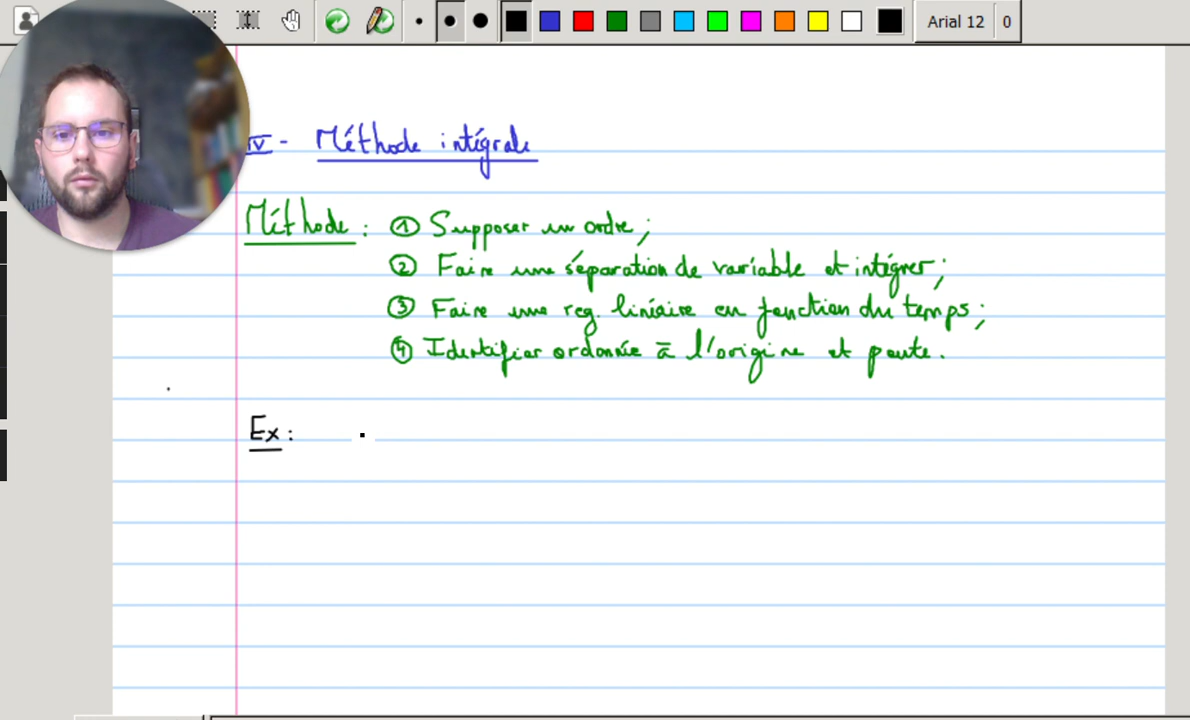 Arial 12 0
IV - Méthode intégrale
Méthode : ① Supposer un ordre ;
② Faire une séparation de variable et intégrer ;
③ Faire une reg. linéaire en fonction du temps ;
④ Identifier ordonnée à l'origine et pente.
Ex :